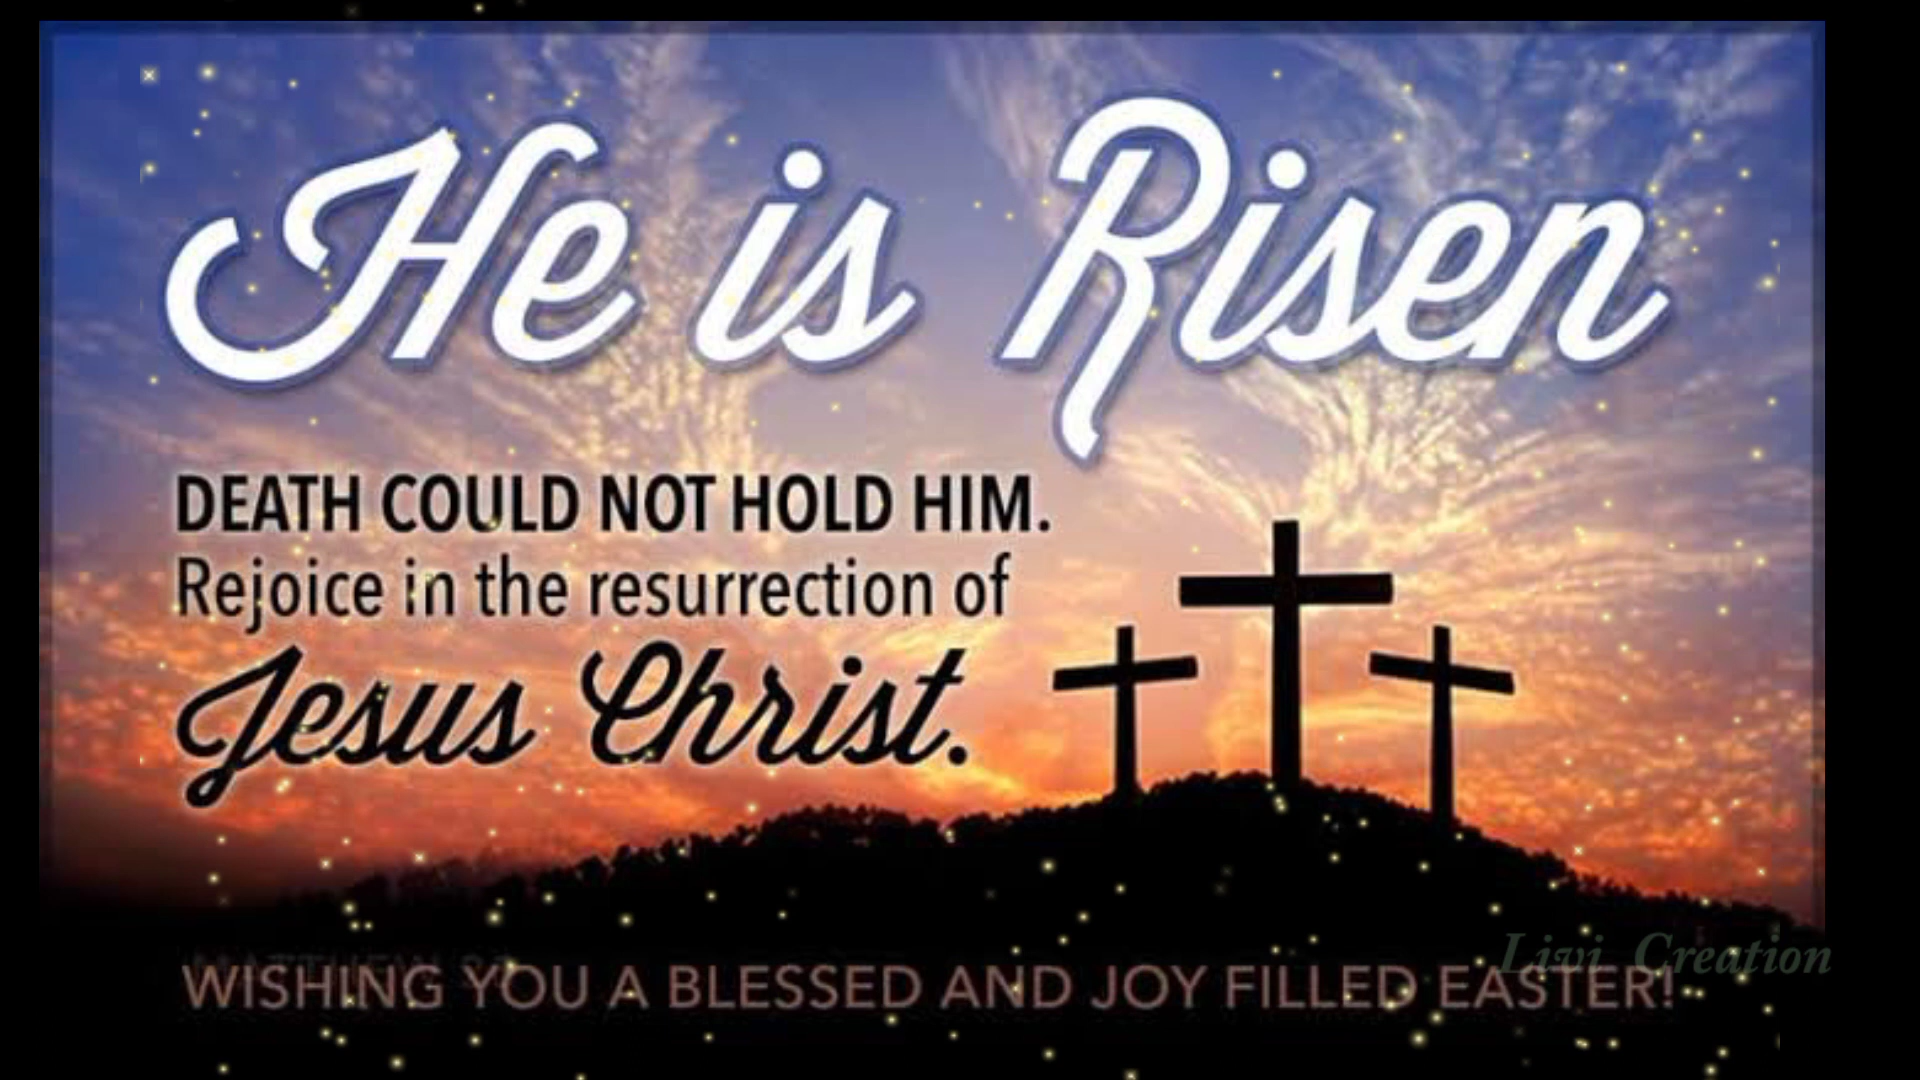 He is Risen
DEATH COULD NOT HOLD HIM.
Rejoice in the resurrection of
Jesus Christ.
WISHING YOU A BLESSED AND JOY FILLED EASTER!
Livi Creation